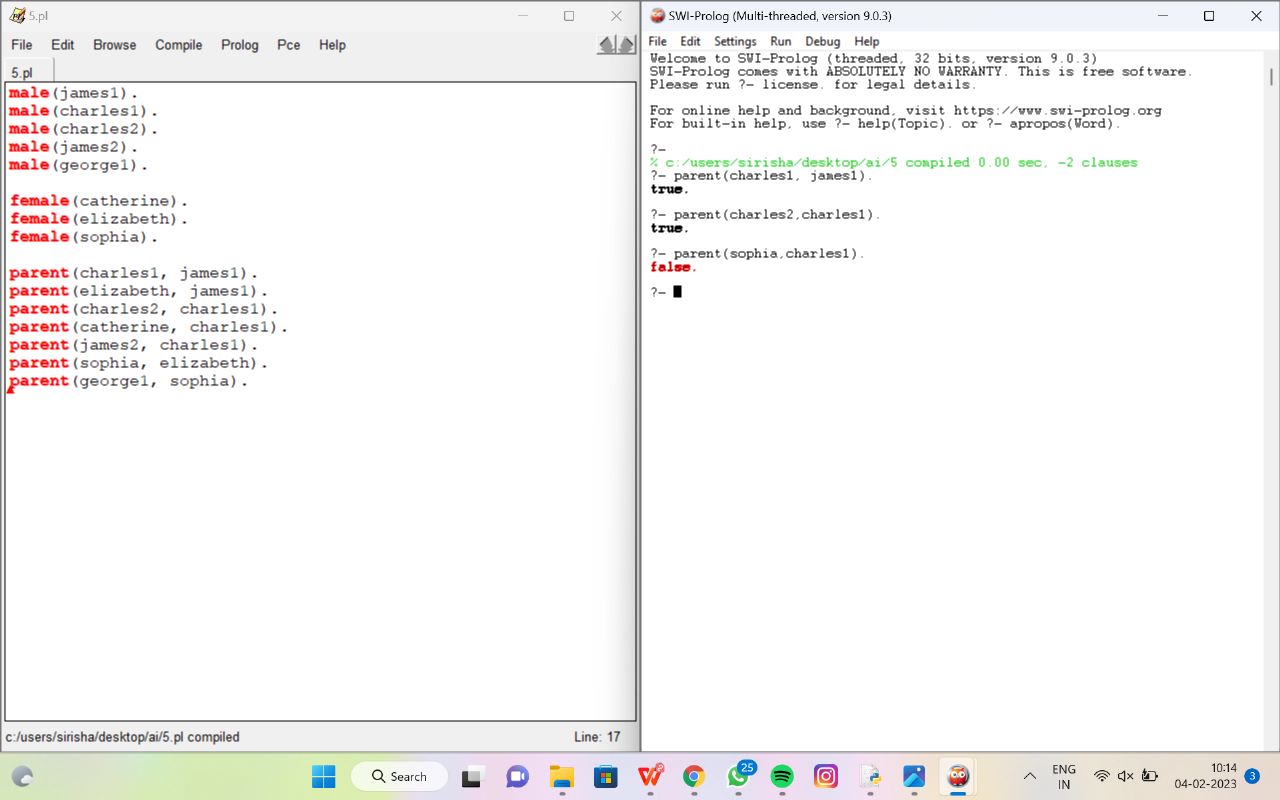 5.pl
File Edit Browse Compile Prolog Pce Help
5.pl
male(james1).
male(charles1).
male(charles2).
male(james2).
male(george1).
female(catherine).
female(elizabeth).
female(sophia).
parent(charles1, james1).
parent(elizabeth, james1).
parent(charles2, charles1).
parent(catherine, charles1).
parent(james2, charles1).
parent(sophia, elizabeth).
parent(george1, sophia).
c:/users/sirisha/desktop/ai/5.pl compiled Line: 17
SWI-Prolog (Multi-threaded, version 9.0.3)
File Edit Settings Run Debug Help
Welcome to SWI-Prolog (threaded, 32 bits, version 9.0.3)
SWI-Prolog comes with ABSOLUTELY NO WARRANTY. This is free software.
Please run ?- license. for legal details.
For online help and background, visit https://www.swi-prolog.org
For built-in help, use ?- help(Topic). or ?- apropos(Word).
?-
% c:/users/sirisha/desktop/ai/5 compiled 0.00 sec, -2 clauses
?- parent(charles1, james1).
true.
?- parent(charles2,charles1).
true.
?- parent(sophia,charles1).
false.
?-
Search
25
ENG
IN
10:14
04-02-2023
3